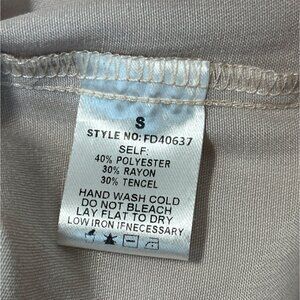 S
STYLE NO: FD40637
SELF:
40% POLYESTER
30% RAYON
30% TENCEL
HAND WASH COLD
DO NOT BLEACH
LAY FLAT TO DRY
LOW IRON IFNECESSARY